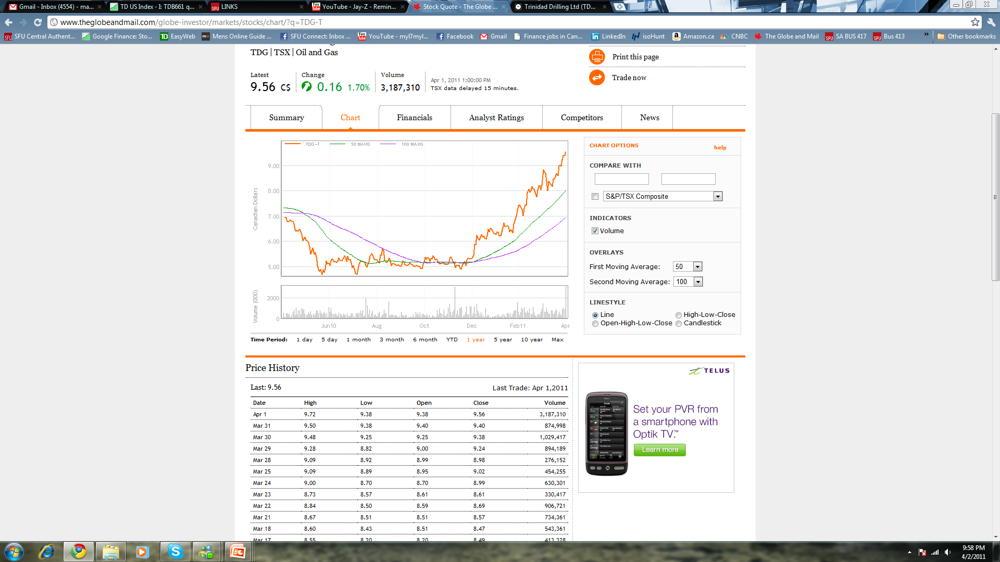 Gmail - Inbox (4554) - ma...
TD US Index - I: TDB661 q...
LINKS
YouTube - Jay-Z - Remin...
Stock Quote - The Globe ...
Trinidad Drilling Ltd (TD...
www.theglobeandmail.com/globe-investor/markets/stocks/chart/?q=TDG-T
SFU Central Authent...
Google Finance: Sto...
TD EasyWeb
Mens Online Guide ...
SFU Connect: Inbox ...
YouTube - myl7myl...
Facebook
Gmail
Finance jobs in Can...
LinkedIn
isoHunt
Amazon.ca
CNBC
The Globe and Mail
SFU SA BUS 417
SFU Bus 413
» Other bookmarks
TDG | TSX | Oil and Gas
Print this page
Trade now
Latest
9.56 C$
Change
0.16 1.70%
Volume
3,187,310
Apr 1, 2011 1:00:00 PM
TSX data delayed 15 minutes.
Summary Chart Financials Analyst Ratings Competitors News
TDG-T 50 MAVG 100 MAVG
Canadian Dollars
9.00
8.00
7.00
6.00
5.00
Volume (000)
2000
0
Jun10 Aug Oct Dec Feb11 Apr
Time Period: 1 day 5 day 1 month 3 month 6 month YTD 1 year 5 year 10 year Max
CHART OPTIONS help
COMPARE WITH
S&P/TSX Composite
INDICATORS
Volume
OVERLAYS
First Moving Average: 50
Second Moving Average: 100
LINESTYLE
Line High-Low-Close
Open-High-Low-Close Candlestick
Price History
Last: 9.56 Last Trade: Apr 1,2011
Date High Low Open Close Volume
Apr 1 9.72 9.38 9.38 9.56 3,187,310
Mar 31 9.50 9.38 9.40 9.40 874,998
Mar 30 9.48 9.25 9.25 9.38 1,029,417
Mar 29 9.28 8.82 9.00 9.24 894,189
Mar 28 9.09 8.92 8.99 8.98 276,152
Mar 25 9.09 8.89 8.95 9.02 454,255
Mar 24 9.00 8.70 8.70 8.99 630,301
Mar 23 8.73 8.57 8.61 8.61 330,417
Mar 22 8.84 8.50 8.59 8.69 906,721
Mar 21 8.67 8.51 8.51 8.57 734,361
Mar 18 8.60 8.43 8.51 8.47 543,361
Mar 17 8.55 8.20 8.20 8.49 413,328
TELUS
Set your PVR from
a smartphone with
Optik TV.™
Learn more
9:58 PM
4/2/2011